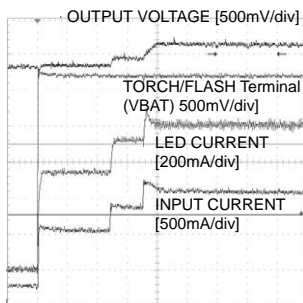 OUTPUT VOLTAGE [500mV/div]
TORCH/FLASH Terminal
(VBAT) 500mV/div]
LED CURRENT
[200mA/div]
INPUT CURRENT
[500mA/div]